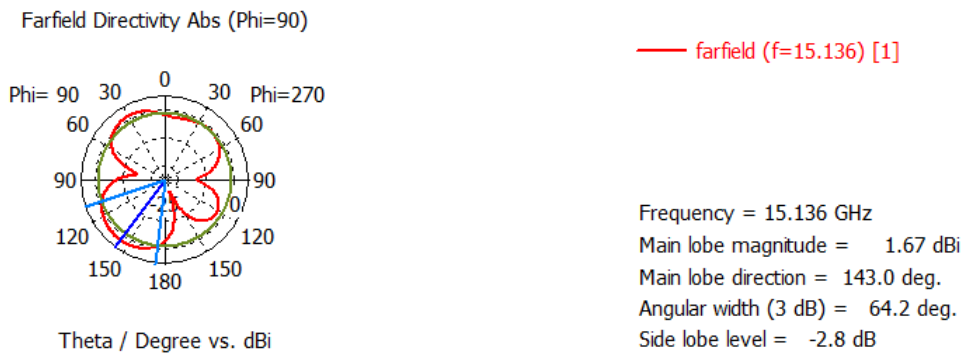 Farfield Directivity Abs (Phi=90)
farfield (f=15.136) [1]
0
Phi= 90 30 30 Phi=270
60 60
90 90
0
120 120
150 150
180
Frequency = 15.136 GHz
Main lobe magnitude = 1.67 dBi
Main lobe direction = 143.0 deg.
Angular width (3 dB) = 64.2 deg.
Side lobe level = -2.8 dB
Theta / Degree vs. dBi